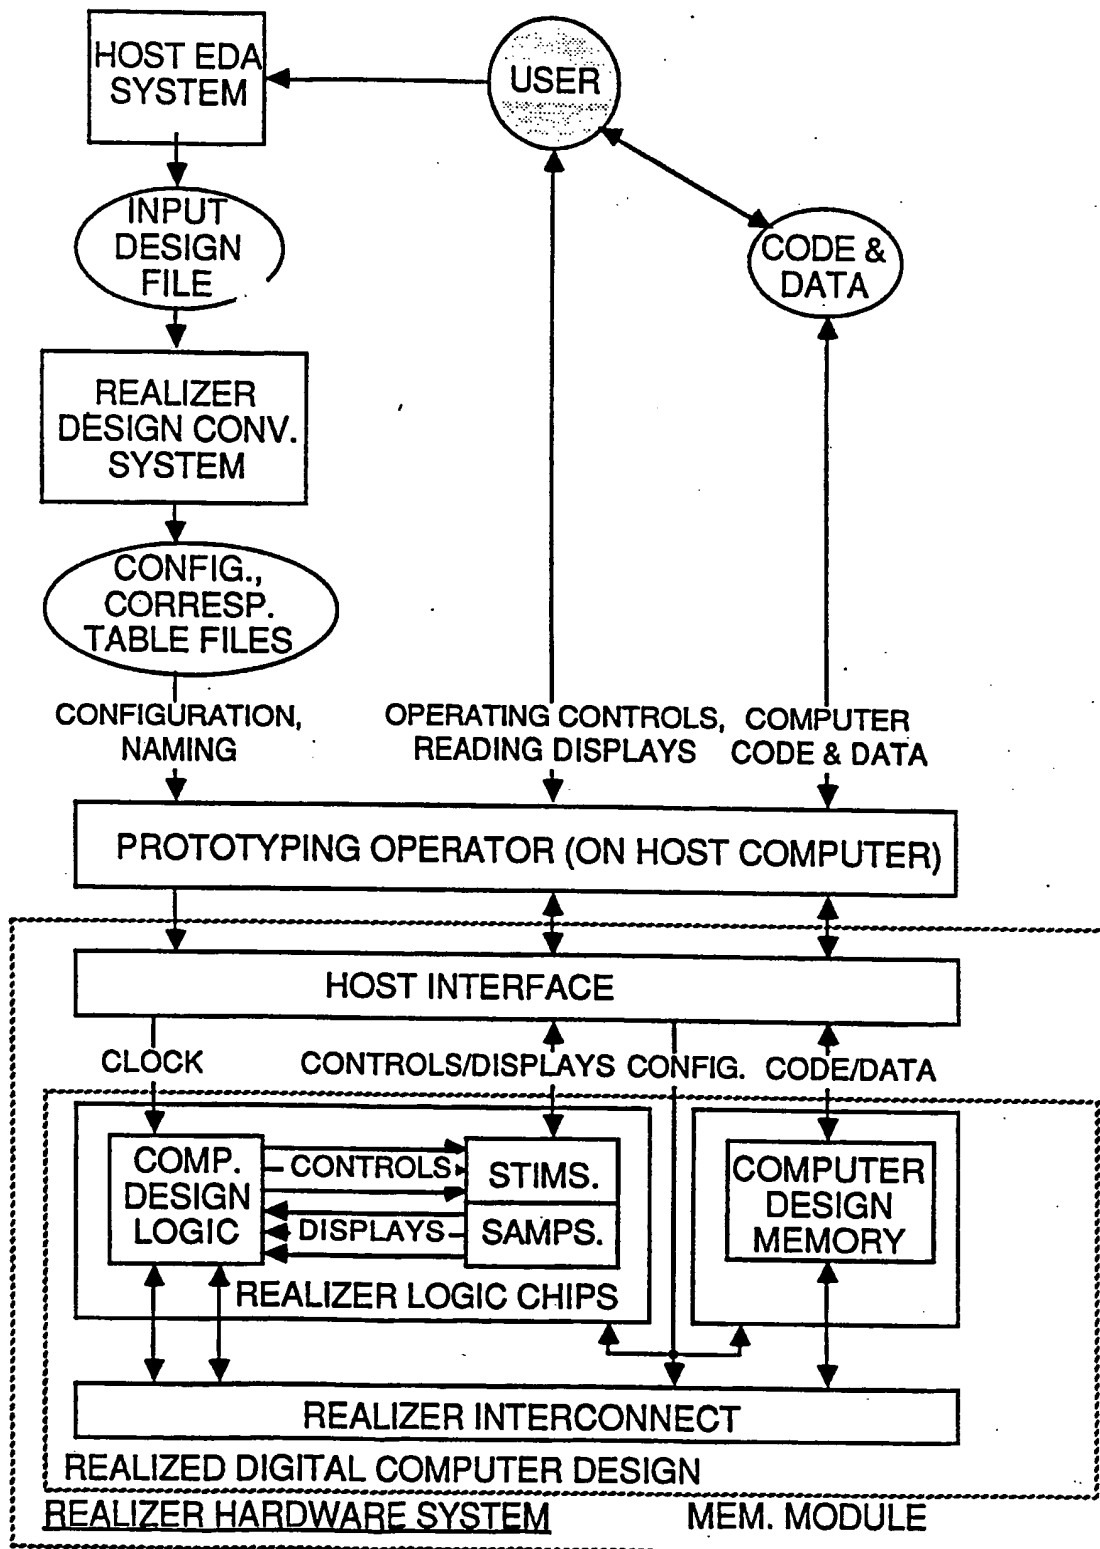 HOST EDA
SYSTEM
USER
INPUT
DESIGN
FILE
CODE &
DATA
REALIZER
DESIGN CONV.
SYSTEM
CONFIG.,
CORRESP.
TABLE FILES
CONFIGURATION,
NAMING
OPERATING CONTROLS,
READING DISPLAYS
COMPUTER
CODE & DATA
PROTOTYPING OPERATOR (ON HOST COMPUTER)
HOST INTERFACE
CLOCK
CONTROLS/DISPLAYS
CONFIG.
CODE/DATA
COMP.
DESIGN
LOGIC
CONTROLS
DISPLAYS
STIMS.
SAMPS.
COMPUTER
DESIGN
MEMORY
REALIZER LOGIC CHIPS
REALIZER INTERCONNECT
REALIZED DIGITAL COMPUTER DESIGN
REALIZER HARDWARE SYSTEM
MEM. MODULE